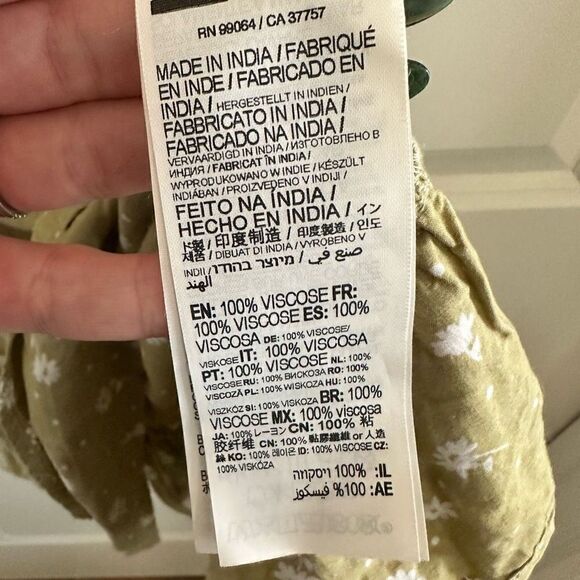 RN 99064 / CA 37757
MADE IN INDIA / FABRIQUÉ
EN INDE / FABRICADO EN
INDIA / HERGESTELLT IN INDIEN /
FABBRICATO IN INDIA /
FABRICADO NA INDIA /
VERVAARDIGD IN INDIA / ИЗГОТОВЛЕНО В
ИНДИЯ / FABRICAT ÎN INDIA /
WYPRODUKOWANO W INDIE / KÉSZÜLT
INDIÁBAN / PROIZVEDENO V INDIJI /
FEITO NA ÍNDIA /
HECHO EN INDIA / イン
ド製 / 印度制造 / 印度製造 / 인도
제품 / DIBUAT DI INDIA / VYROBENO V
INDII / صنع في / מיוצר בהודו
الهند
EN: 100% VISCOSE FR:
100% VISCOSE ES: 100%
VISCOSA DE: 100% VISCOSE/
VISKOSE IT: 100% VISCOSA
PT: 100% VISCOSE NL: 100%
VISCOSE RU: 100% ВИСКОЗА RO: 100%
VISCOZĂ PL: 100% WISKOZA HU: 100%
VISZKÓZ SI: 100% VISKOZA BR: 100%
VISCOSE MX: 100% viscosa
JA: 100% レーヨン CN: 100% 粘
胶纤维 CN: 100% 黏膠纖維 or 人造
絲 KO: 100% 레이온 ID: 100% VISCOSE CZ:
100% VISKÓZA
IL: 100% ויסקוזה
AE: 100% فيسكوز